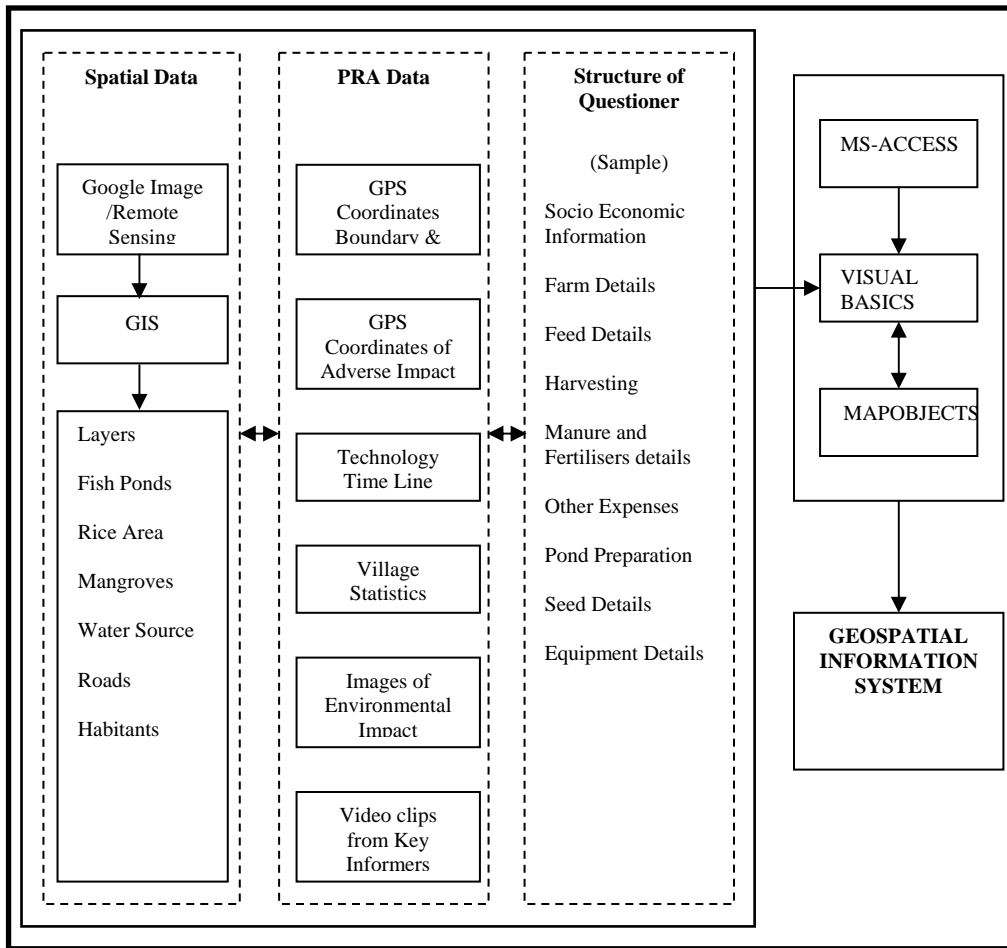 Spatial Data
Google Image
/Remote
Sensing
GIS
Layers
Fish Ponds
Rice Area
Mangroves
Water Source
Roads
Habitants
PRA Data
GPS
Coordinates
Boundary &
GPS
Coordinates of
Adverse Impact
Technology
Time Line
Village
Statistics
Images of
Environmental
Impact
Video clips
from Key
Informers
Structure of
Questioner
(Sample)
Socio Economic
Information
Farm Details
Feed Details
Harvesting
Manure and
Fertilisers details
Other Expenses
Pond Preparation
Seed Details
Equipment Details
MS-ACCESS
VISUAL
BASICS
MAPOBJECTS
GEOSPATIAL
INFORMATION
SYSTEM